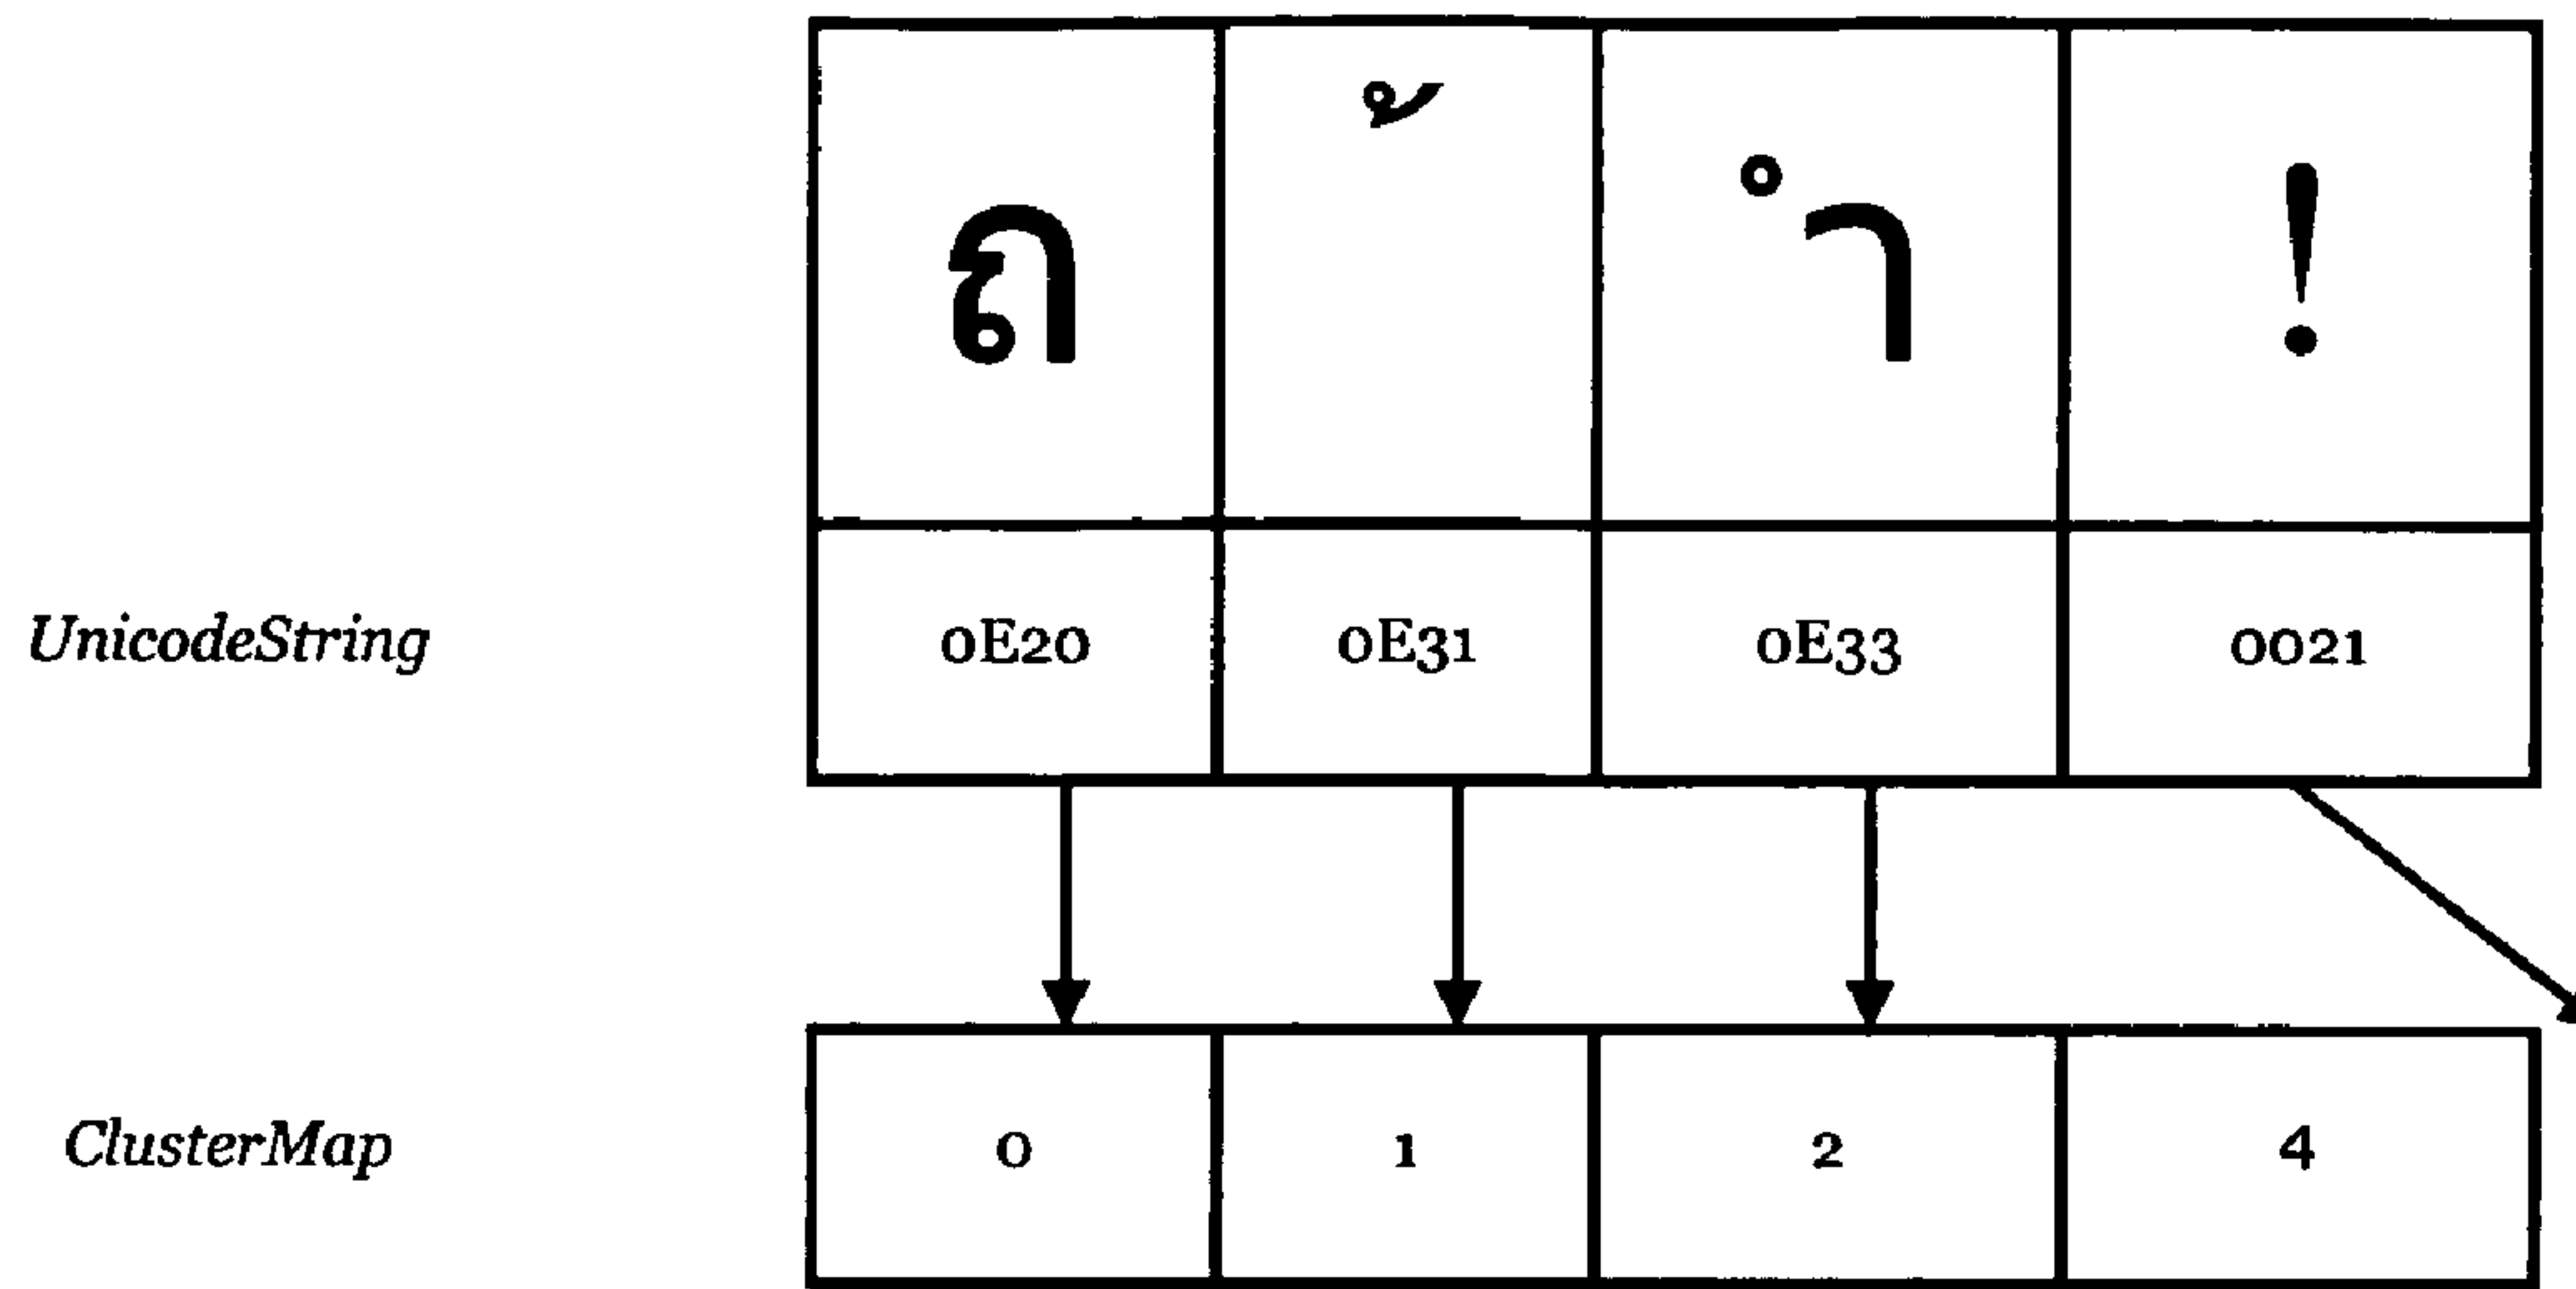 ถ ั ำ !
UnicodeString 0E20 0E31 0E33 0021
ClusterMap 0 1 2 4